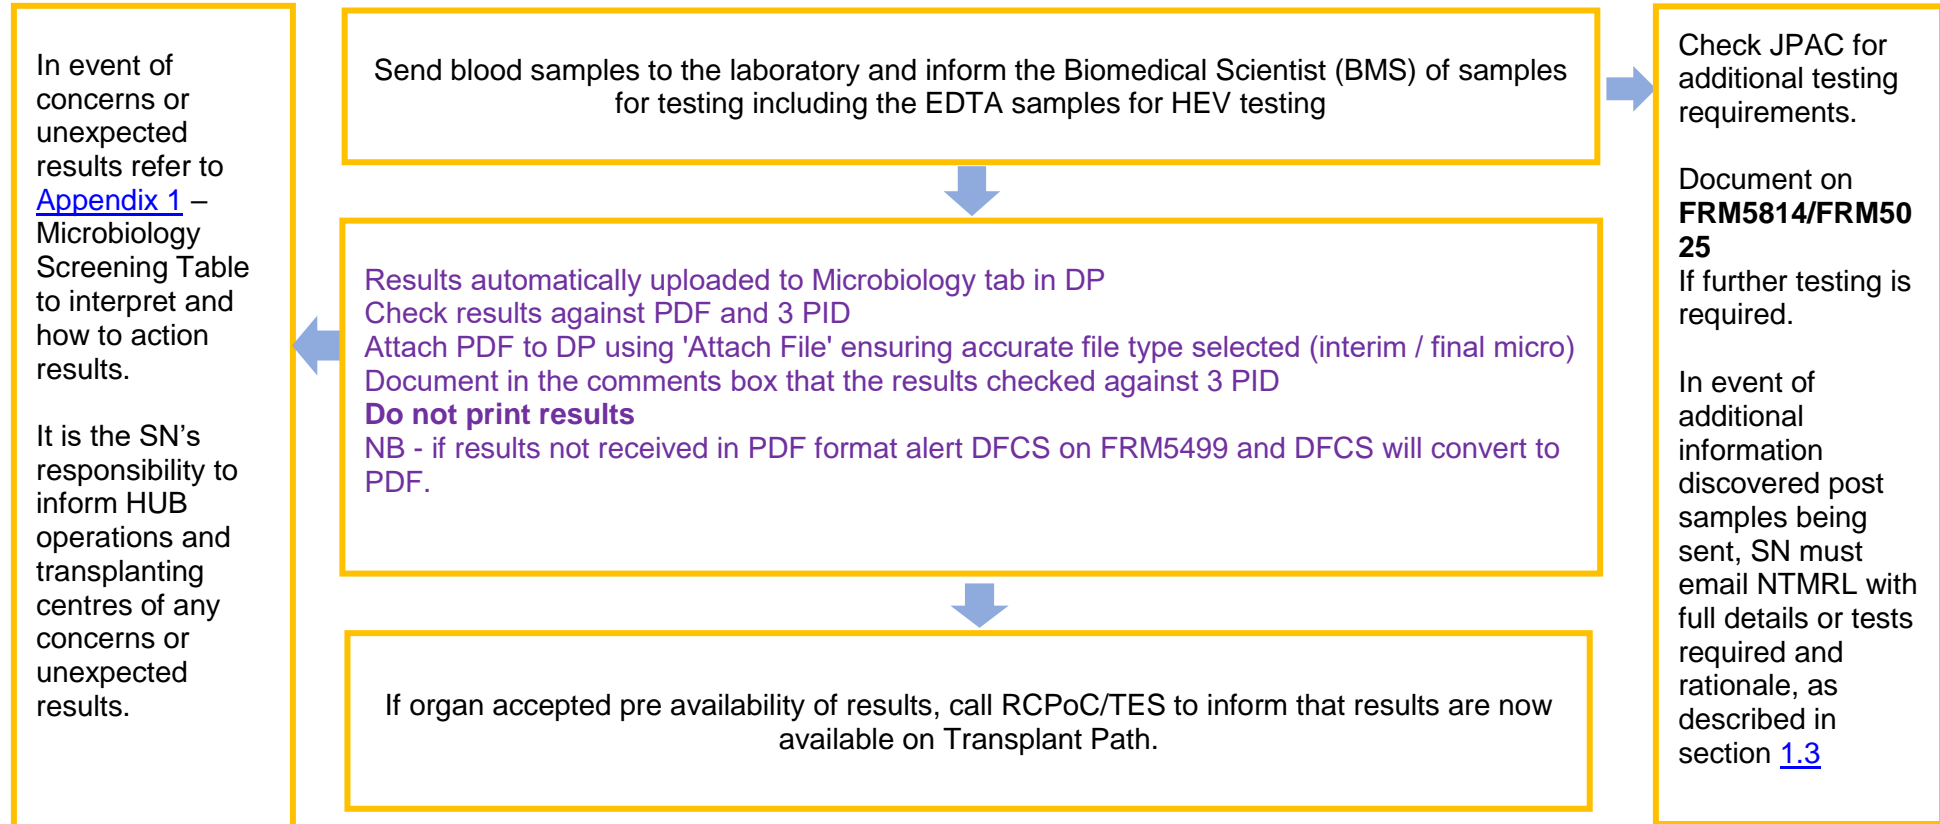 In event of
concerns or
unexpected
results refer to
Appendix 1 –
Microbiology
Screening Table
to interpret and
how to action
results.
It is the SN’s
responsibility to
inform HUB
operations and
transplanting
centres of any
concerns or
unexpected
results.
Send blood samples to the laboratory and inform the Biomedical Scientist (BMS) of samples
for testing including the EDTA samples for HEV testing
Results automatically uploaded to Microbiology tab in DP
Check results against PDF and 3 PID
Attach PDF to DP using 'Attach File' ensuring accurate file type selected (interim / final micro)
Document in the comments box that the results checked against 3 PID
Do not print results
NB - if results not received in PDF format alert DFCS on FRM5499 and DFCS will convert to
PDF.
If organ accepted pre availability of results, call RCPoC/TES to inform that results are now
available on Transplant Path.
Check JPAC for
additional testing
requirements.
Document on
FRM5814/FRM50
25
If further testing is
required.
In event of
additional
information
discovered post
samples being
sent, SN must
email NTMRL with
full details or tests
required and
rationale, as
described in
section 1.3